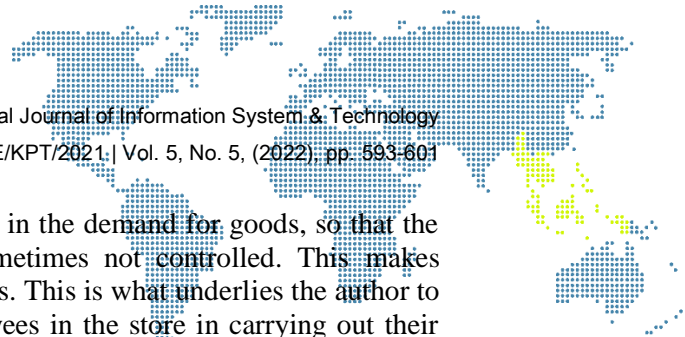 al Journal of Information System & Technology
E/KPT/2021 | Vol. 5, No. 5, (2022), pp. 593-601
in the demand for goods, so that the
metimes not controlled. This makes
s. This is what underlies the author to
ees in the store in carrying out their